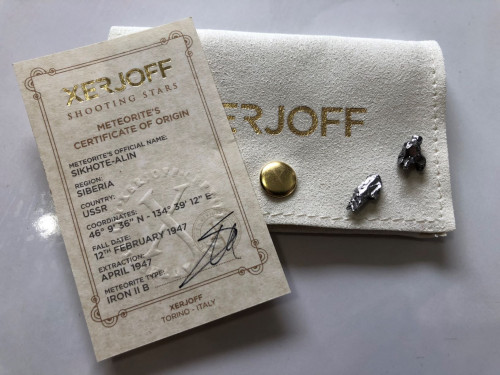 XERJOFF
SHOOTING STARS
METEORITE'S
CERTIFICATE OF ORIGIN
METEORITE'S OFFICIAL NAME:
SIKHOTE-ALIN
REGION:
SIBERIA
COUNTRY:
USSR
COORDINATES:
46° 9' 36" N - 134° 39' 12" E
FALL DATE:
12TH FEBRUARY 1947
EXTRACTION:
APRIL 1947
METEORITE TYPE:
IRON II B
XERJOFF
TORINO - ITALY
ERJOFF